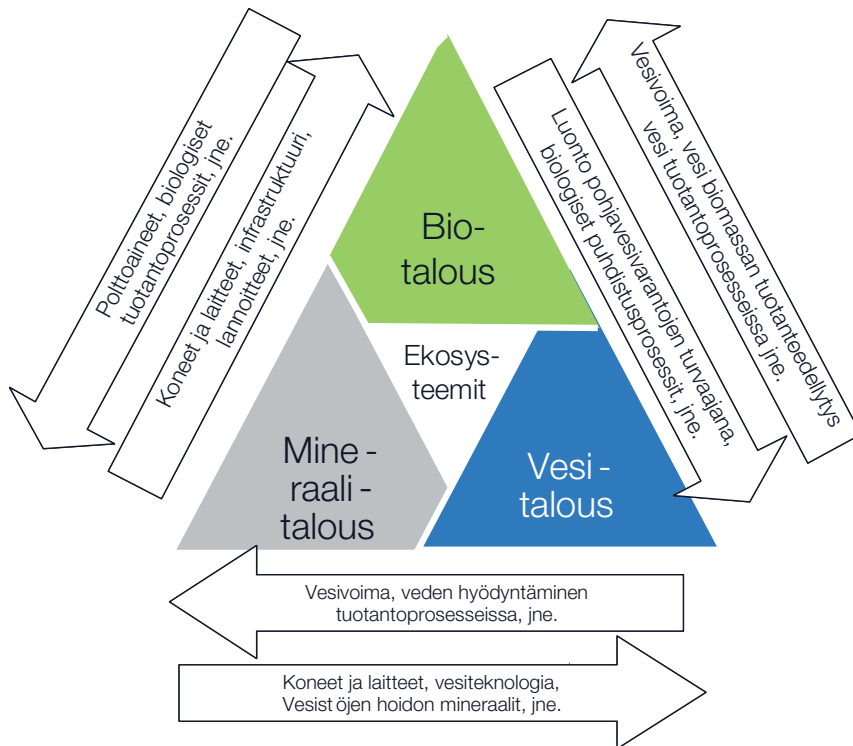 Polttoaineet, biologiset
tuotantoprosessit, jne.
Koneet ja laitteet, infrastruktuuri,
lannoitteet, jne.
Bio-
talous
Luonto pohjavesivarantojen turvaajana,
biologiset puhdistusprosessit, jne.
Vesivoima, vesi biomassan tuotantoedellytys
vesi tuotantoprosesseissa jne.
Ekosys-
teemit
Mine-
raali-
talous
Vesi-
talous
Vesivoima, veden hyödyntäminen
tuotantoprosesseissa, jne.
Koneet ja laitteet, vesiteknologia,
Vesistöjen hoidon mineraalit, jne.